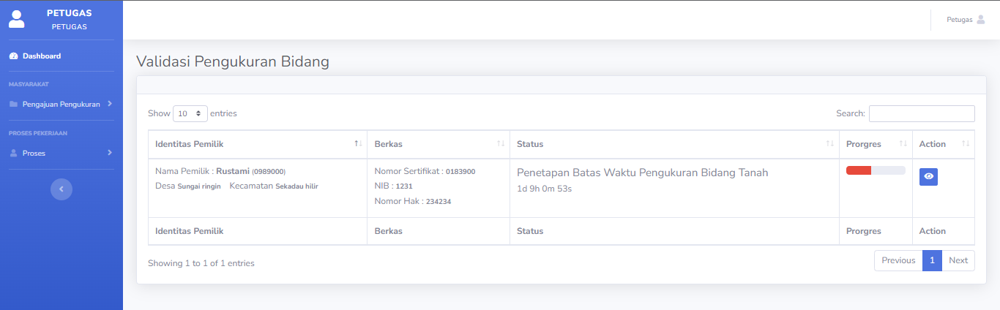 PETUGAS
PETUGAS
Petugas
Dashboard
MASYARAKAT
Pengajuan Pengukuran
PROSES PEKERJAAN
Proses
Validasi Pengukuran Bidang
Show 10 entries
Search:
Identitas Pemilik Berkas Status Prorgres Action
Nama Pemilik : Rustami (0989000) Nomor Sertifikat : 0183900 Penetapan Batas Waktu Pengukuran Bidang Tanah
Desa Sungai ringin Kecamatan Sekadau hilir NIB : 1231 1d 9h 0m 53s
Nomor Hak : 234234
Identitas Pemilik Berkas Status Prorgres Action
Showing 1 to 1 of 1 entries
Previous 1 Next